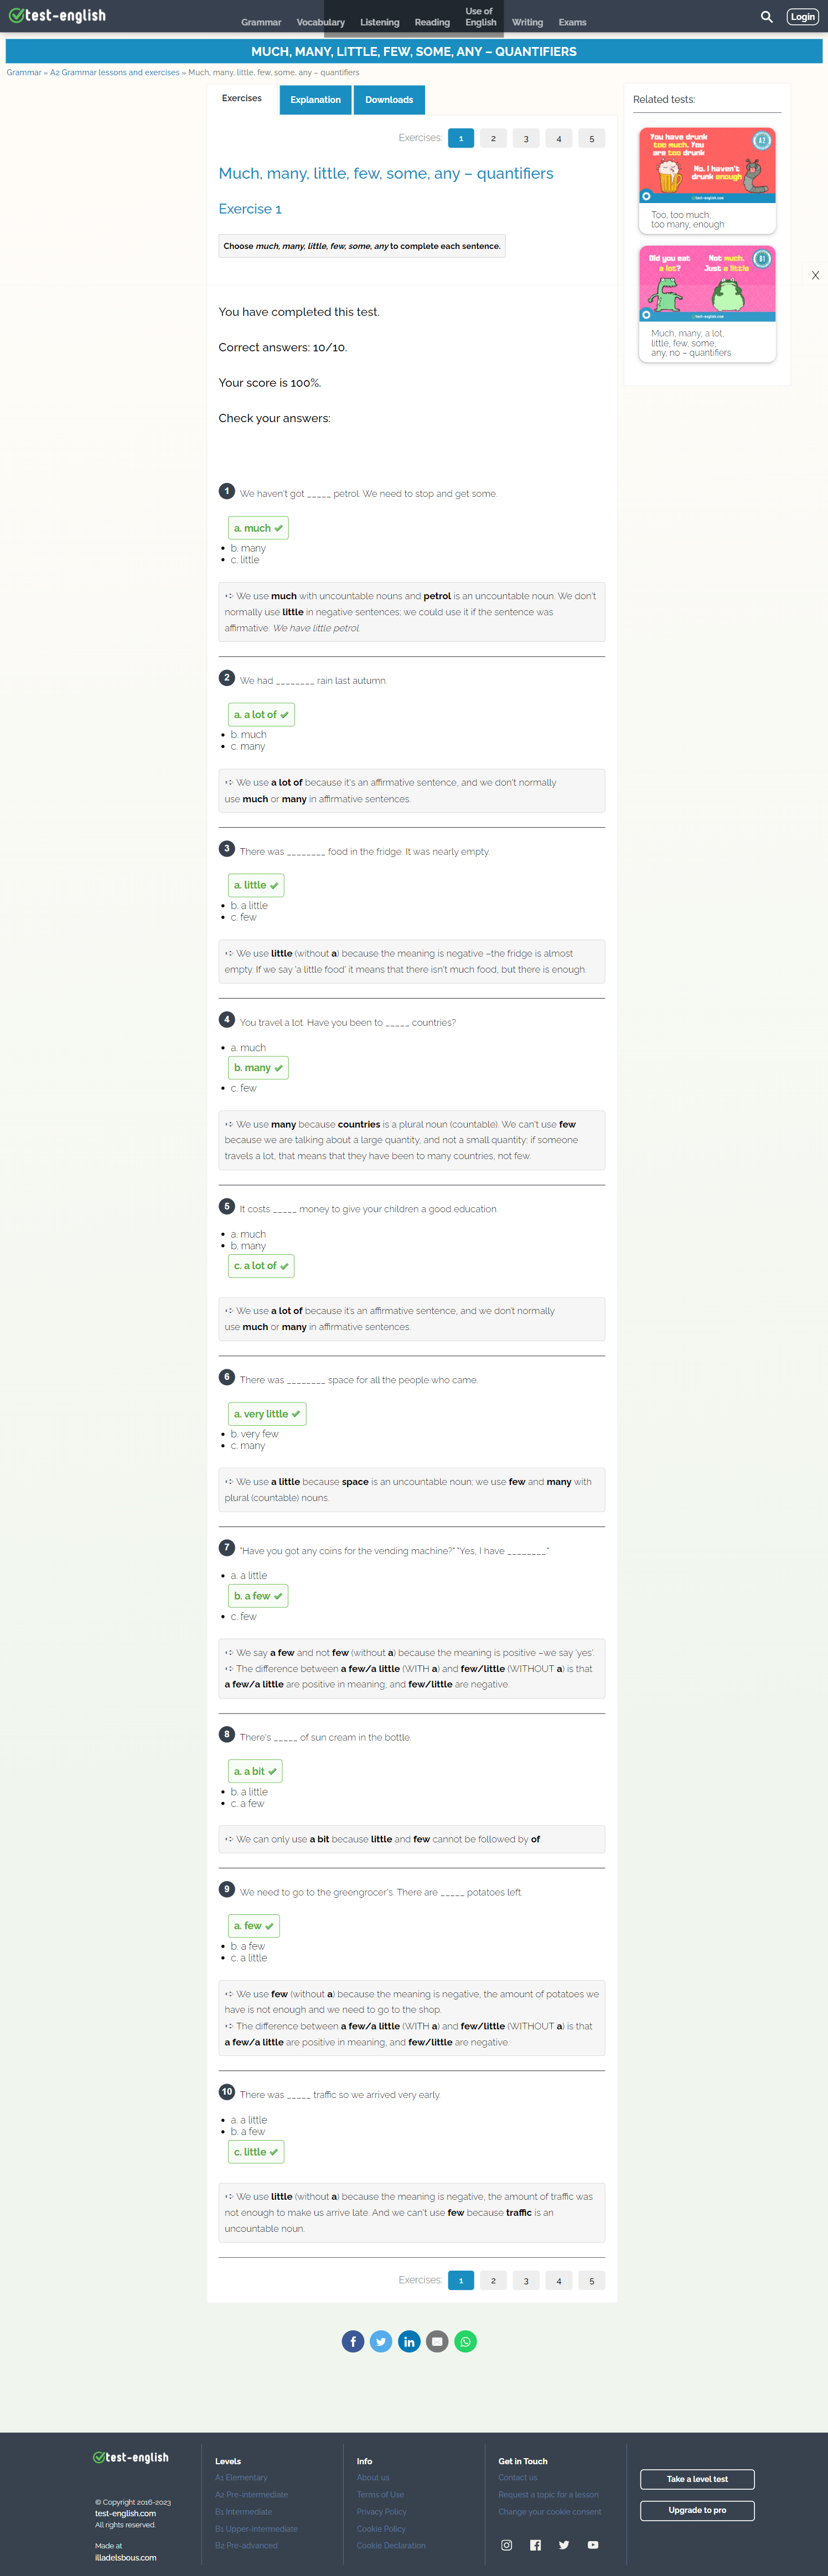 test-english
Grammar
Vocabulary
Listening
Reading
Use of
English
Writing
Exams
Login
MUCH, MANY, LITTLE, FEW, SOME, ANY – QUANTIFIERS
Grammar » A2 Grammar lessons and exercises » Much, many, little, few, some, any – quantifiers
Exercises
Explanation
Downloads
Exercises: 1 2 3 4 5
Much, many, little, few, some, any – quantifiers
Exercise 1
Choose much, many, little, few, some, any to complete each sentence.
You have completed this test.
Correct answers: 10/10.
Your score is 100%.
Check your answers:
1 We haven't got _____ petrol. We need to stop and get some.
a. much
b. many
c. little
➪ We use much with uncountable nouns and petrol is an uncountable noun. We don't
normally use little in negative sentences; we could use it if the sentence was
affirmative: We have little petrol.
2 We had ________ rain last autumn.
a. a lot of
b. much
c. many
➪ We use a lot of because it's an affirmative sentence, and we don't normally
use much or many in affirmative sentences.
3 There was ________ food in the fridge. It was nearly empty.
a. little
b. a little
c. few
➪ We use little (without a) because the meaning is negative –the fridge is almost
empty. If we say 'a little food' it means that there isn't much food, but there is enough.
4 You travel a lot. Have you been to _____ countries?
a. much
b. many
c. few
➪ We use many because countries is a plural noun (countable). We can't use few
because we are talking about a large quantity, and not a small quantity; if someone
travels a lot, that means that they have been to many countries, not few.
5 It costs _____ money to give your children a good education.
a. much
b. many
c. a lot of
➪ We use a lot of because it's an affirmative sentence, and we don't normally
use much or many in affirmative sentences.
6 There was ________ space for all the people who came.
a. very little
b. very few
c. many
➪ We use a little because space is an uncountable noun; we use few and many with
plural (countable) nouns.
7 "Have you got any coins for the vending machine?" "Yes, I have ________."
a. a little
b. a few
c. few
➪ We say a few and not few (without a) because the meaning is positive –we say 'yes'.
➪ The difference between a few/a little (WITH a) and few/little (WITHOUT a) is that
a few/a little are positive in meaning, and few/little are negative.
8 There's _____ of sun cream in the bottle.
a. a bit
b. a little
c. a few
➪ We can only use a bit because little and few cannot be followed by of.
9 We need to go to the greengrocer's. There are _____ potatoes left.
a. few
b. a few
c. a little
➪ We use few (without a) because the meaning is negative, the amount of potatoes we
have is not enough and we need to go to the shop.
➪ The difference between a few/a little (WITH a) and few/little (WITHOUT a) is that
a few/a little are positive in meaning, and few/little are negative.
10 There was _____ traffic so we arrived very early.
a. a little
b. a few
c. little
➪ We use little (without a) because the meaning is negative, the amount of traffic was
not enough to make us arrive late. And we can't use few because traffic is an
uncountable noun.
Exercises: 1 2 3 4 5
Related tests:
You have drunk
too much. You
are too drunk
A2
No, I haven't
drunk enough
test-english
Too, too much,
too many, enough
Did you eat
a lot?
Not much.
Just a little
B1
test-english
Much, many, a lot,
little, few, some,
any, no – quantifiers
X
test-english
© Copyright 2016-2023
test-english.com
All rights reserved.
Made at
illadelsbous.com
Levels
A1 Elementary
A2 Pre-intermediate
B1 Intermediate
B1 Upper-intermediate
B2 Pre-advanced
Info
About us
Terms of Use
Privacy Policy
Cookie Policy
Cookie Declaration
Get in Touch
Contact us
Request a topic for a lesson
Change your cookie consent
Take a level test
Upgrade to pro